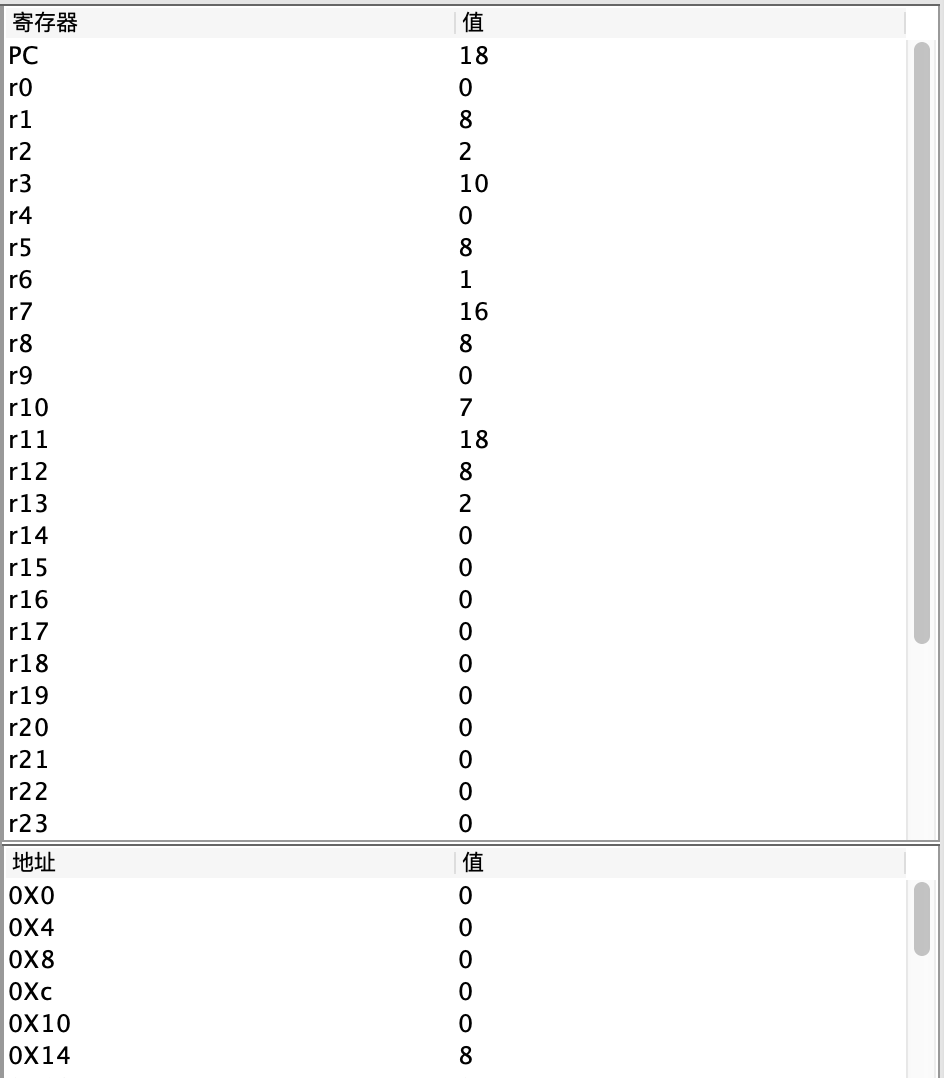 寄存器 值
PC 18
r0 0
r1 8
r2 2
r3 10
r4 0
r5 8
r6 1
r7 16
r8 8
r9 0
r10 7
r11 18
r12 8
r13 2
r14 0
r15 0
r16 0
r17 0
r18 0
r19 0
r20 0
r21 0
r22 0
r23 0
地址 值
0X0 0
0X4 0
0X8 0
0Xc 0
0X10 0
0X14 8